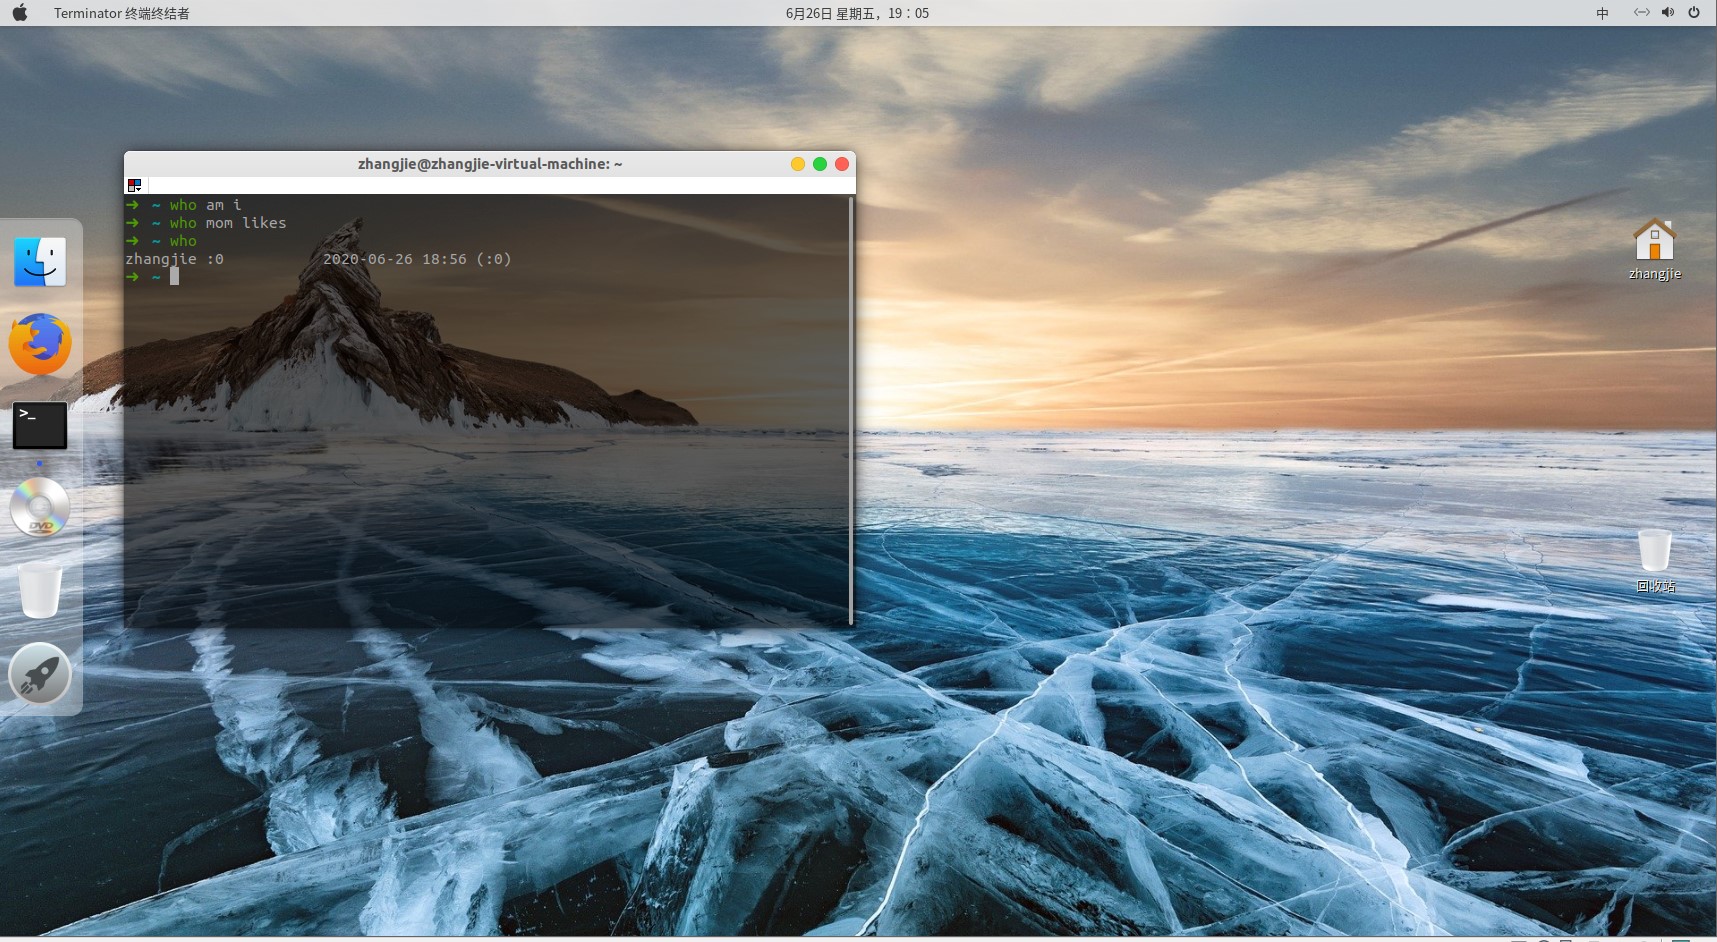 Terminator 终端终结者
6月26日 星期五，19∶05
中
zhangjie@zhangjie-virtual-machine: ~
➜ ~ who am i
➜ ~ who mom likes
➜ ~ who
zhangjie :0 2020-06-26 18:56 (:0)
➜ ~
zhangjie
>_
DVD
回收站